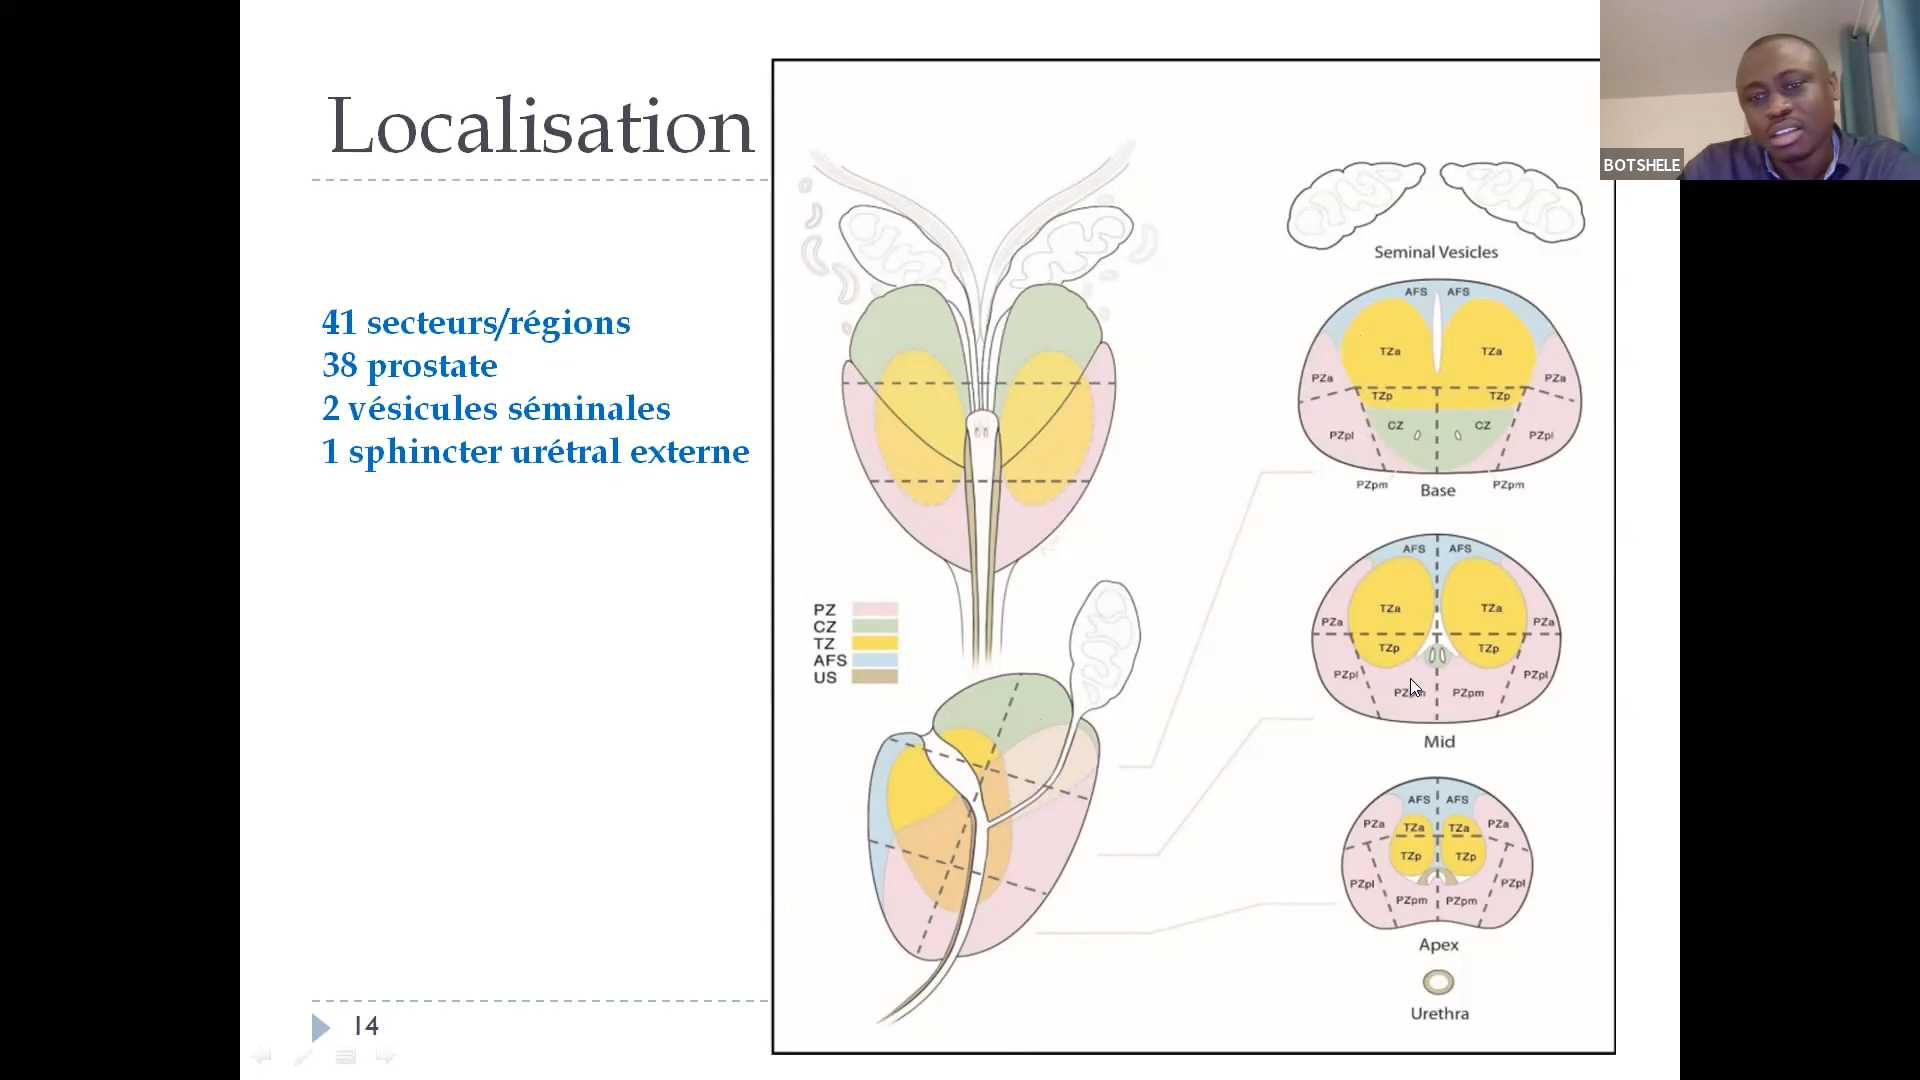 Localisation
BOTSHELE
41 secteurs/régions
38 prostate
2 vésicules séminales
1 sphincter urétral externe
Seminal Vesicles
AFS AFS
TZa TZa
PZa PZa
TZp TZp
CZ CZ
PZpl PZpl
PZpm Base PZpm
AFS AFS
TZa TZa
PZa PZa
TZp TZp
PZpl PZpl
PZpm
Mid
PZ
CZ
TZ
AFS
US
AFS AFS
PZa TZa TZa PZa
TZp TZp
PZpl PZpl
PZpm PZpm
Apex
Urethra
14